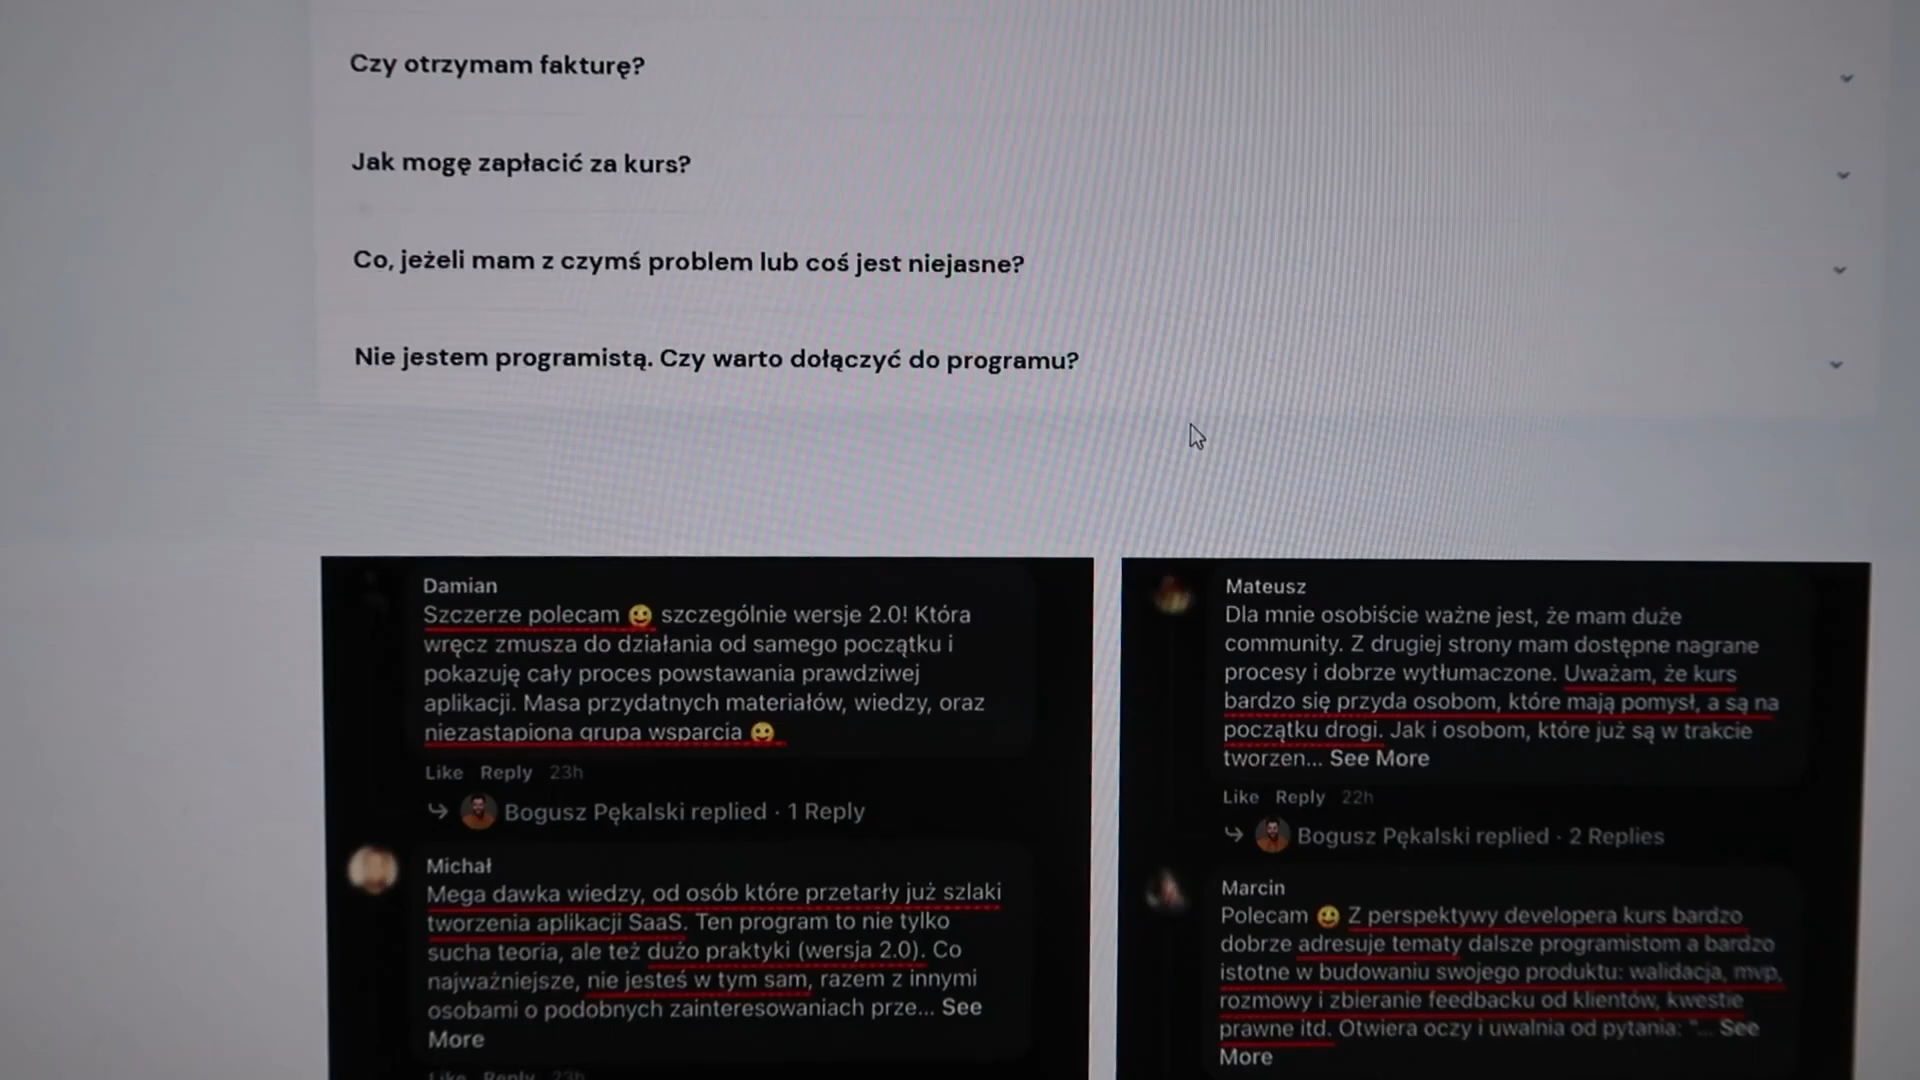 Czy otrzymam fakturę?
Jak mogę zapłacić za kurs?
Co, jeżeli mam z czymś problem lub coś jest niejasne?
Nie jestem programistą. Czy warto dołączyć do programu?
Damian
Szczerze polecam 😀 szczególnie wersje 2.0! Która
wręcz zmusza do działania od samego początku i
pokazuję cały proces powstawania prawdziwej
aplikacji. Masa przydatnych materiałów, wiedzy, oraz
niezastąpiona grupa wsparcia 😀
Like Reply 23h
Bogusz Pękalski replied · 1 Reply
Michał
Mega dawka wiedzy, od osób które przetarły już szlaki
tworzenia aplikacji SaaS. Ten program to nie tylko
sucha teoria, ale też dużo praktyki (wersja 2.0). Co
najważniejsze, nie jesteś w tym sam, razem z innymi
osobami o podobnych zainteresowaniach prze... See
More
Like Reply 23h
Mateusz
Dla mnie osobiście ważne jest, że mam duże
community. Z drugiej strony mam dostępne nagrane
procesy i dobrze wytłumaczone. Uważam, że kurs
bardzo się przyda osobom, które mają pomysł, a są na
początku drogi. Jak i osobom, które już są w trakcie
tworzen... See More
Like Reply 22h
Bogusz Pękalski replied · 2 Replies
Marcin
Polecam 😀 Z perspektywy developera kurs bardzo
dobrze adresuje tematy dalsze programistom a bardzo
istotne w budowaniu swojego produktu: walidacja, mvp,
rozmowy i zbieranie feedbacku od klientów, kwestie
prawne itd. Otwiera oczy i uwalnia od pytania: "... See
More